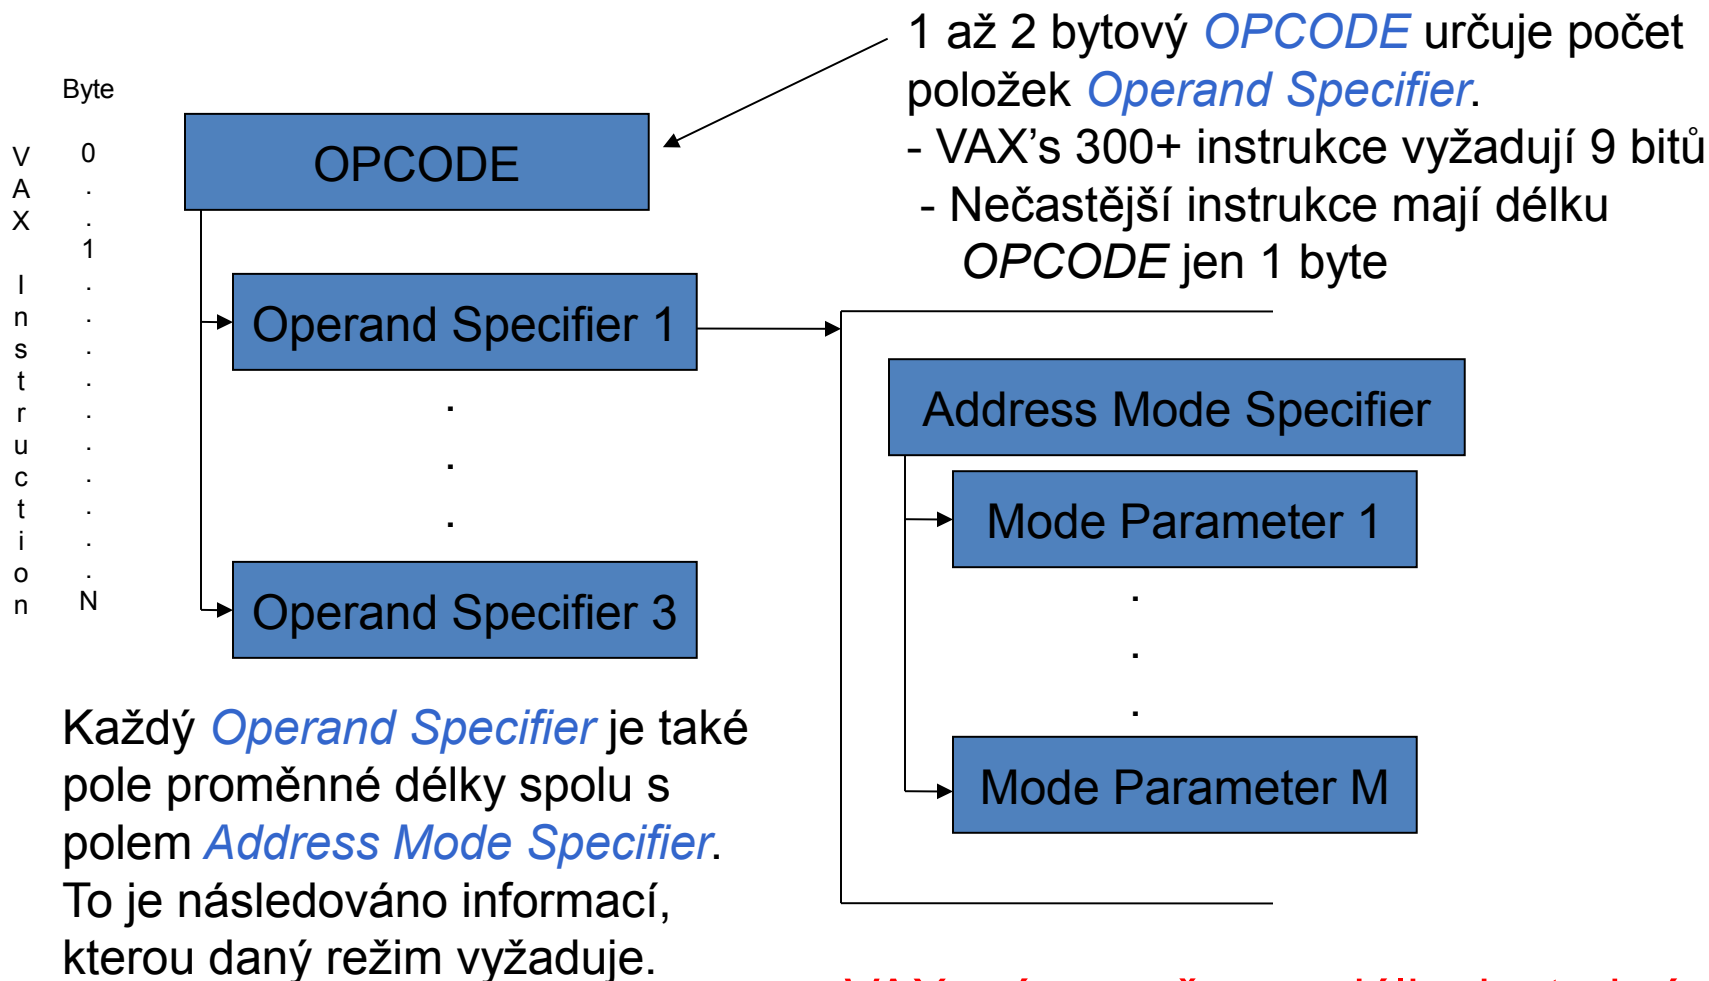 1 až 2 bytový OPCODE určuje počet
položek Operand Specifier.
- VAX's 300+ instrukce vyžadují 9 bitů
- Nečastější instrukce mají délku
OPCODE jen 1 byte
Byte
VAX Instruction
0
.
.
1
.
.
.
.
.
.
.
.
.
.
N
OPCODE
Operand Specifier 1
.
.
.
Operand Specifier 3
Address Mode Specifier
Mode Parameter 1
.
.
.
Mode Parameter M
Každý Operand Specifier je také
pole proměnné délky spolu s
polem Address Mode Specifier.
To je následováno informací,
kterou daný režim vyžaduje.
VAX